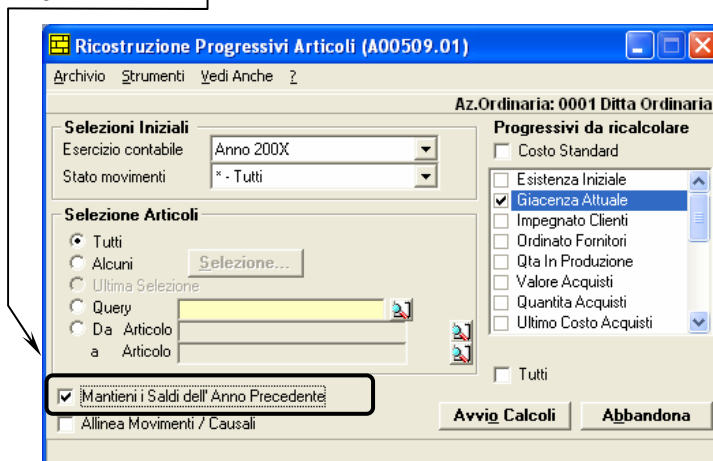 Ricostruzione Progressivi Articoli (A00509.01)
Archivio Strumenti Vedi Anche ?
Az.Ordinaria: 0001 Ditta Ordinaria
Selezioni Iniziali
Esercizio contabile Anno 200X
Stato movimenti * - Tutti
Selezione Articoli
Tutti
Alcuni Selezione...
Ultima Selezione
Query
Da Articolo
a Articolo
Mantieni i Saldi dell' Anno Precedente
Allinea Movimenti / Causali
Progressivi da ricalcolare
Costo Standard
Esistenza Iniziale
Giacenza Attuale
Impegnato Clienti
Ordinato Fornitori
Qta In Produzione
Valore Acquisti
Quantita Acquisti
Ultimo Costo Acquisti
Tutti
Avvio Calcoli Abbandona